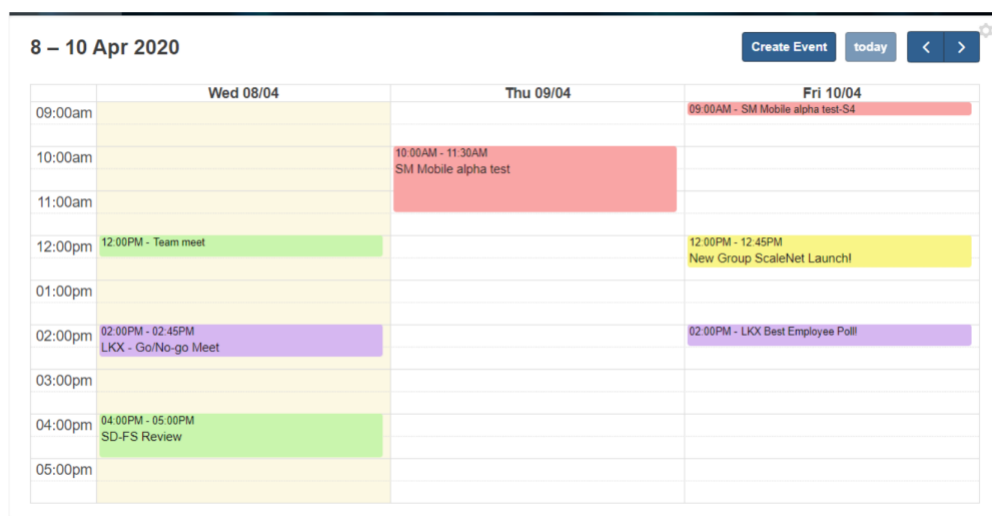 8 – 10 Apr 2020
Create Event
today
Wed 08/04
Thu 09/04
Fri 10/04
09:00am
09:00AM - SM Mobile alpha test-S4
10:00am
10:00AM - 11:30AM
SM Mobile alpha test
11:00am
12:00pm
12:00PM - Team meet
12:00PM - 12:45PM
New Group ScaleNet Launch!
01:00pm
02:00pm
02:00PM - 02:45PM
LKX - Go/No-go Meet
02:00PM - LKX Best Employee Poll!
03:00pm
04:00pm
04:00PM - 05:00PM
SD-FS Review
05:00pm